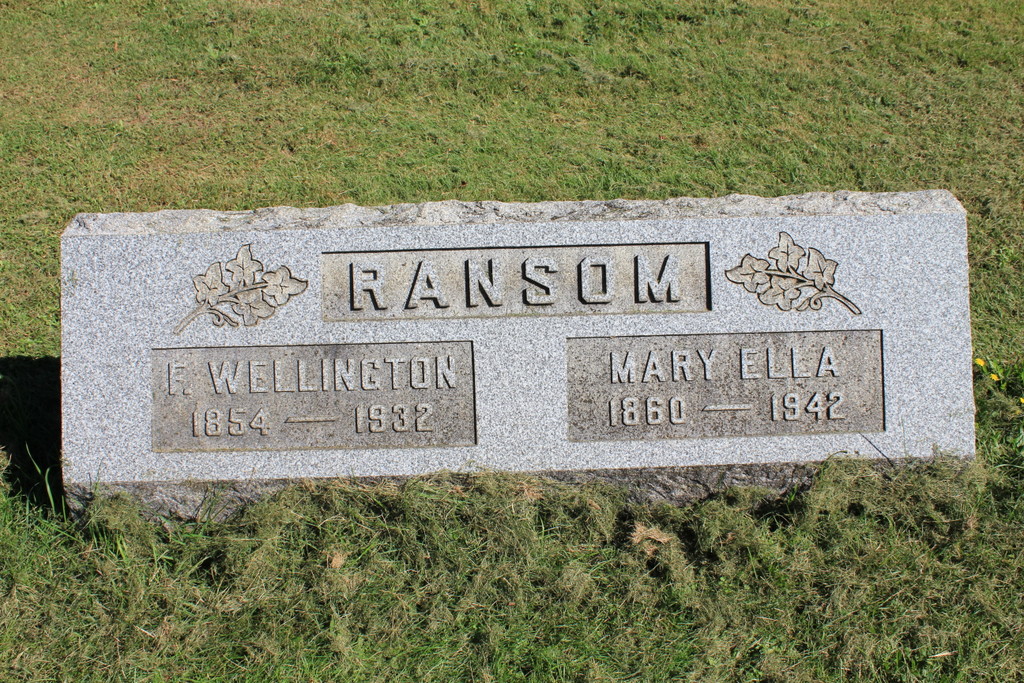 RANSOM
F. WELLINGTON
1854 — 1932
MARY ELLA
1860 — 1942